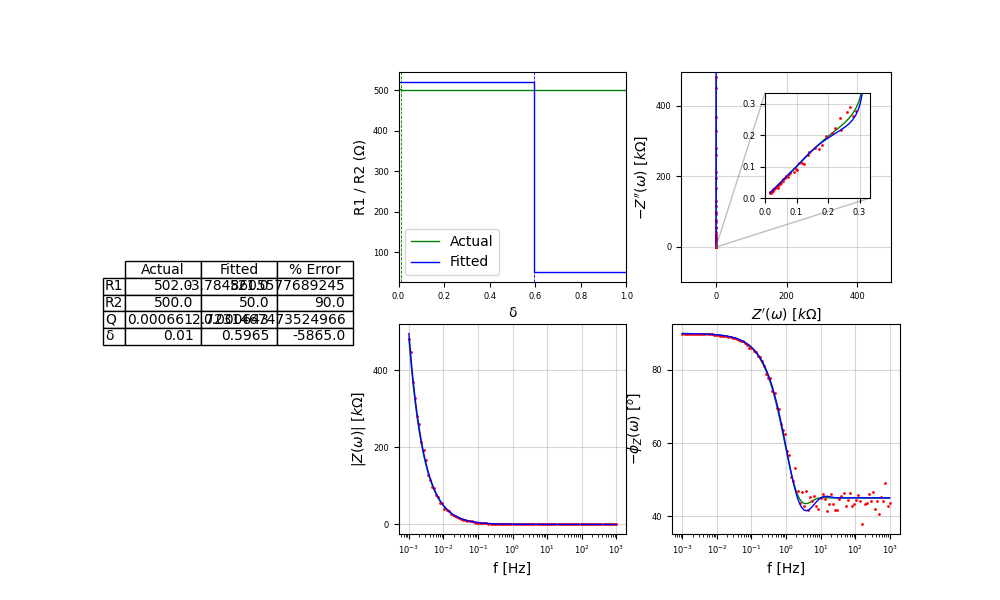 Actual Fitted % Error
R1 502.0
R2 500.0 50.0 90.0
Q
δ 0.01 0.5965 -5865.0
R1 / R2 (Ω)
500
400
300
200
100
Actual
Fitted
0.0 0.2 0.4 0.6 0.8 1.0
δ
−Z''(ω) [kΩ]
400
200
0
0.3
0.2
0.1
0.0
0.0 0.1 0.2 0.3
0 200 400
Z'(ω) [kΩ]
|Z(ω)| [kΩ]
400
200
0
10⁻³ 10⁻² 10⁻¹ 10⁰ 10¹ 10² 10³
f [Hz]
−ϕ_Z(ω) [°]
80
60
40
10⁻³ 10⁻² 10⁻¹ 10⁰ 10¹ 10² 10³
f [Hz]